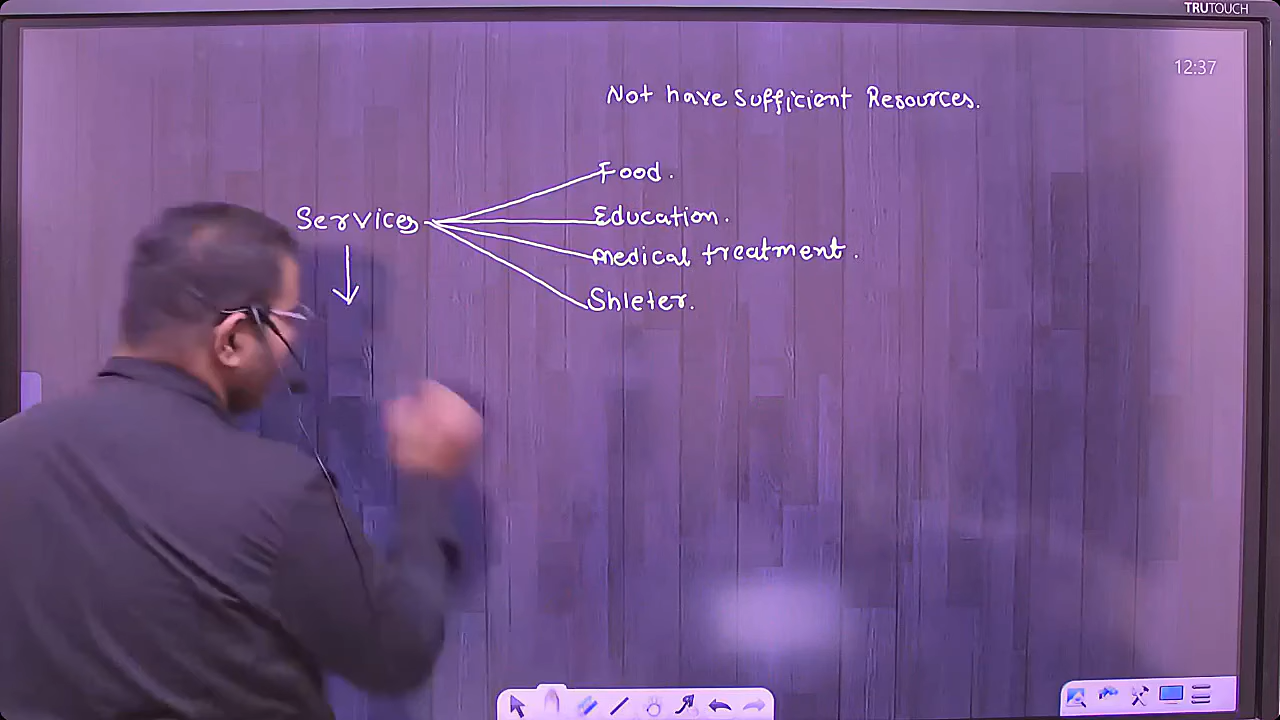 TRUTOUCH
12:37
Not have Sufficient Resources.
Food.
Services
Education.
Medical treatment.
Shleter.